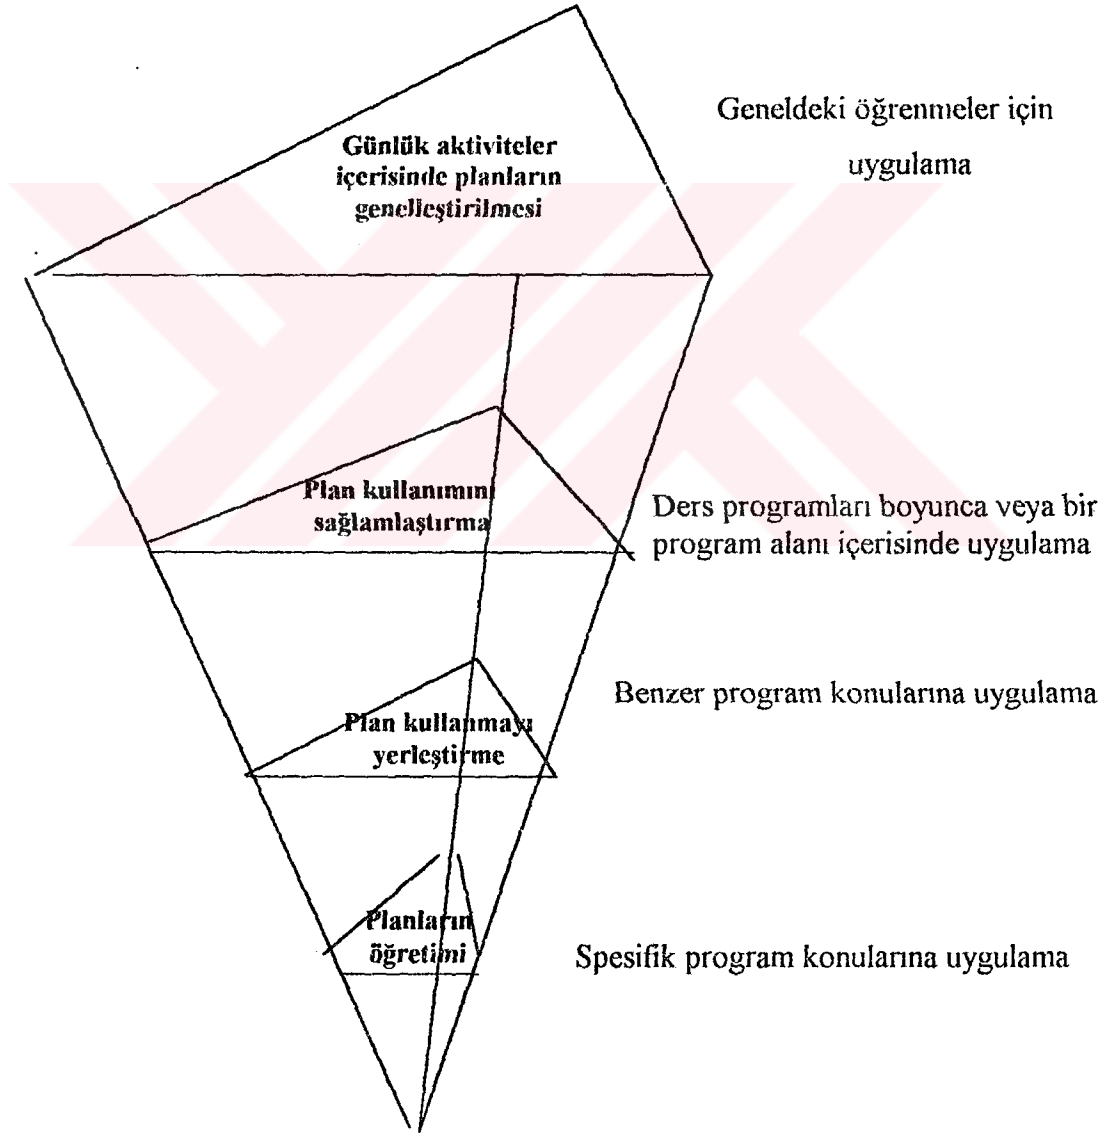 Geneldeki öğrenmeler için
uygulama
Günlük aktiviteler
içerisinde planların
genelleştirilmesi
Plan kullanımını
sağlamlaştırma
Ders programları boyunca veya bir
program alanı içerisinde uygulama
Benzer program konularına uygulama
Plan kullanmayı
yerleştirme
Planların
öğretimi
Spesifik program konularına uygulama